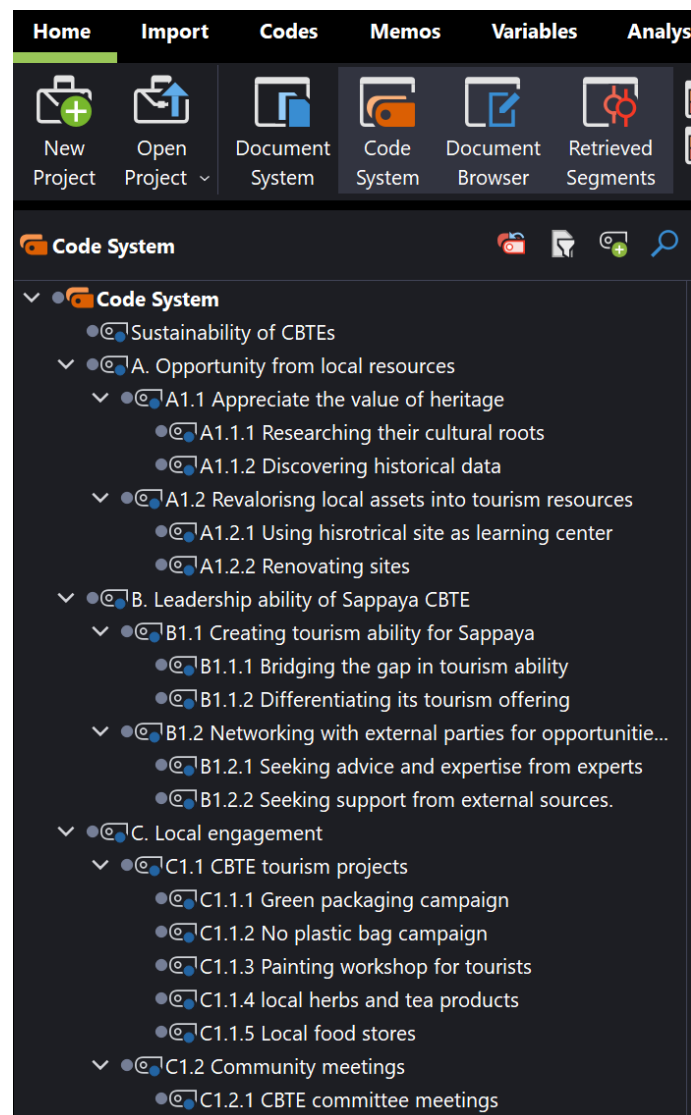 Home Import Codes Memos Variables Analys
New Project Open Project Document System Code System Document Browser Retrieved Segments
Code System
Code System
Sustainability of CBTEs
A. Opportunity from local resources
A1.1 Appreciate the value of heritage
A1.1.1 Researching their cultural roots
A1.1.2 Discovering historical data
A1.2 Revalorisng local assets into tourism resources
A1.2.1 Using hisrotrical site as learning center
A1.2.2 Renovating sites
B. Leadership ability of Sappaya CBTE
B1.1 Creating tourism ability for Sappaya
B1.1.1 Bridging the gap in tourism ability
B1.1.2 Differentiating its tourism offering
B1.2 Networking with external parties for opportunitie...
B1.2.1 Seeking advice and expertise from experts
B1.2.2 Seeking support from external sources.
C. Local engagement
C1.1 CBTE tourism projects
C1.1.1 Green packaging campaign
C1.1.2 No plastic bag campaign
C1.1.3 Painting workshop for tourists
C1.1.4 local herbs and tea products
C1.1.5 Local food stores
C1.2 Community meetings
C1.2.1 CBTE committee meetings